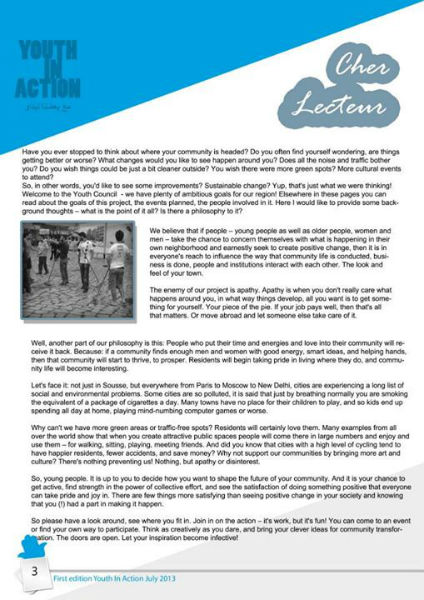 YOUTH
IN
ACTION
Cher
Lecteur
Have you ever stopped to think about where your community is headed? Do you often find yourself wondering, are things
getting better or worse? What changes would you like to see happen around you? Does all the noise and traffic bother
you? Do you wish things could be just a bit cleaner outside? You wish there were more green spots? More cultural events
to attend?
So, in other words, you'd like to see some improvements? Sustainable change? Yup, that's just what we were thinking!
Welcome to the Youth Council - we have plenty of ambitious goals for our region! Elsewhere in these pages you can
read about the goals of this project, the events planned, the people involved in it. Here I would like to provide some back-
ground thoughts – what is the point of it all? Is there a philosophy to it?
We believe that if people – young people as well as older people, women and
men – take the chance to concern themselves with what is happening in their
own neighborhood and earnestly seek to create positive change, then it is in
everyone's reach to influence the way that community life is conducted, busi-
ness is done, people and institutions interact with each other. The look and
feel of your town.
The enemy of our project is apathy. Apathy is when you don't really care what
happens around you, in what way things develop, all you want is to get some-
thing for yourself. Your piece of the pie. If your job pays well, then that's all
that matters. Or move abroad and let someone else take care of it.
Well, another part of our philosophy is this: People who put their time and energies and love into their community will re-
ceive it back. Because: if a community finds enough men and women with good energy, smart ideas, and helping hands,
then that community will start to thrive, to prosper. Residents will begin taking pride in living where they do, and commu-
nity life will become interesting.
Let's face it: not just in Sousse, but everywhere from Paris to Moscow to New Delhi, cities are experiencing a long list of
social and environmental problems. Some cities are so polluted, it is said that just by breathing normally you are smoking
the equivalent of a package of cigarettes a day. Many towns have no place for their children to play, and so kids end up
spending all day at home, playing mind-numbing computer games or worse.
Why can't we have more green areas or traffic-free spots? Residents will certainly love them. Many examples from all
over the world show that when you create attractive public spaces people will come there in large numbers and enjoy and
use them – for walking, sitting, playing, meeting friends. And did you know that cities with a high level of cycling tend to
have happier residents, fewer accidents, and save money? Why not support our communities by bringing more art and
culture? There's nothing preventing us! Nothing, but apathy or disinterest.
So, young people. It is up to you to decide how you want to shape the future of your community. And it is your chance to
get active, find strength in the power of collective effort, and see the satisfaction of doing something positive that everyone
can take pride and joy in. There are few things more satisfying than seeing positive change in your society and knowing
that you (!) had a part in making it happen.
So please have a look around, see where you fit in. Join in on the action – it's work, but it's fun! You can come to an event
or find your own way to participate. Think as creatively as you dare, and bring your clever ideas for community transfor-
mation. The doors are open. Let your inspiration become infective!
3
First edition Youth In Action July 2013